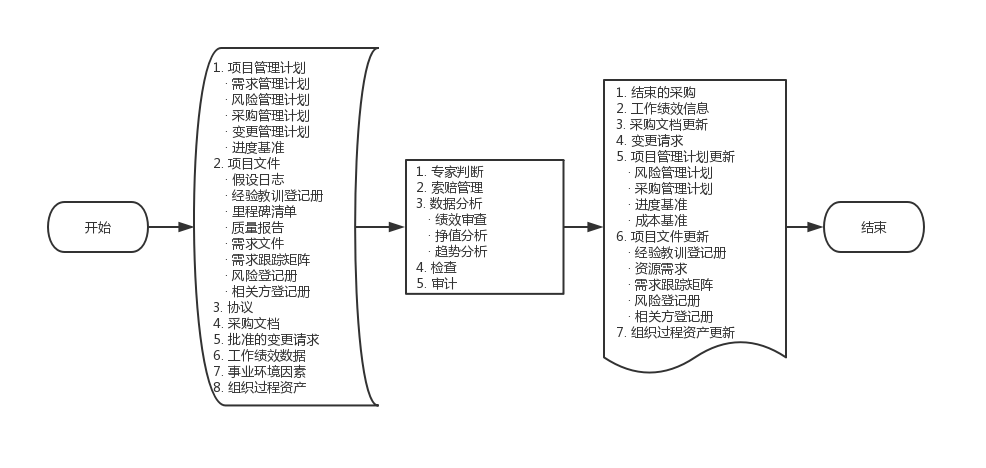 开始
1. 项目管理计划
· 需求管理计划
· 风险管理计划
· 采购管理计划
· 变更管理计划
· 进度基准
2. 项目文件
· 假设日志
· 经验教训登记册
· 里程碑清单
· 质量报告
· 需求文件
· 需求跟踪矩阵
· 风险登记册
· 相关方登记册
3. 协议
4. 采购文档
5. 批准的变更请求
6. 工作绩效数据
7. 事业环境因素
8. 组织过程资产
1. 专家判断
2. 索赔管理
3. 数据分析
· 绩效审查
· 挣值分析
· 趋势分析
4. 检查
5. 审计
1. 结束的采购
2. 工作绩效信息
3. 采购文档更新
4. 变更请求
5. 项目管理计划更新
· 风险管理计划
· 采购管理计划
· 进度基准
· 成本基准
6. 项目文件更新
· 经验教训登记册
· 资源需求
· 需求跟踪矩阵
· 风险登记册
· 相关方登记册
7. 组织过程资产更新
结束